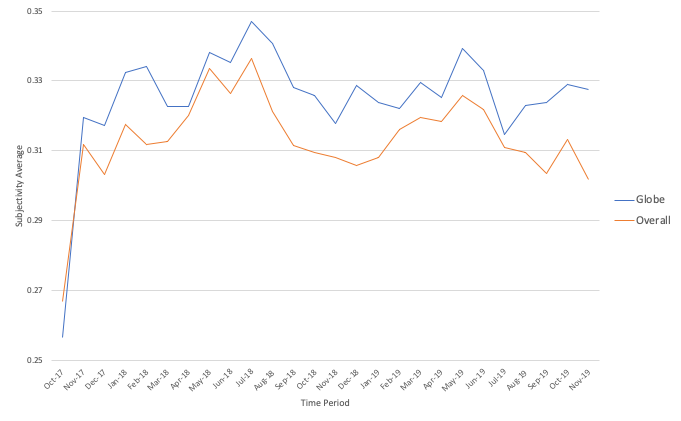 0.35
0.33
0.31
0.29
0.27
0.25
Subjectivity Average
Oct-17
Nov-17
Dec-17
Jan-18
Feb-18
Mar-18
Apr-18
May-18
Jun-18
Jul-18
Aug-18
Sep-18
Oct-18
Nov-18
Dec-18
Jan-19
Feb-19
Mar-19
Apr-19
May-19
Jun-19
Jul-19
Aug-19
Sep-19
Oct-19
Nov-19
Time Period
Globe
Overall